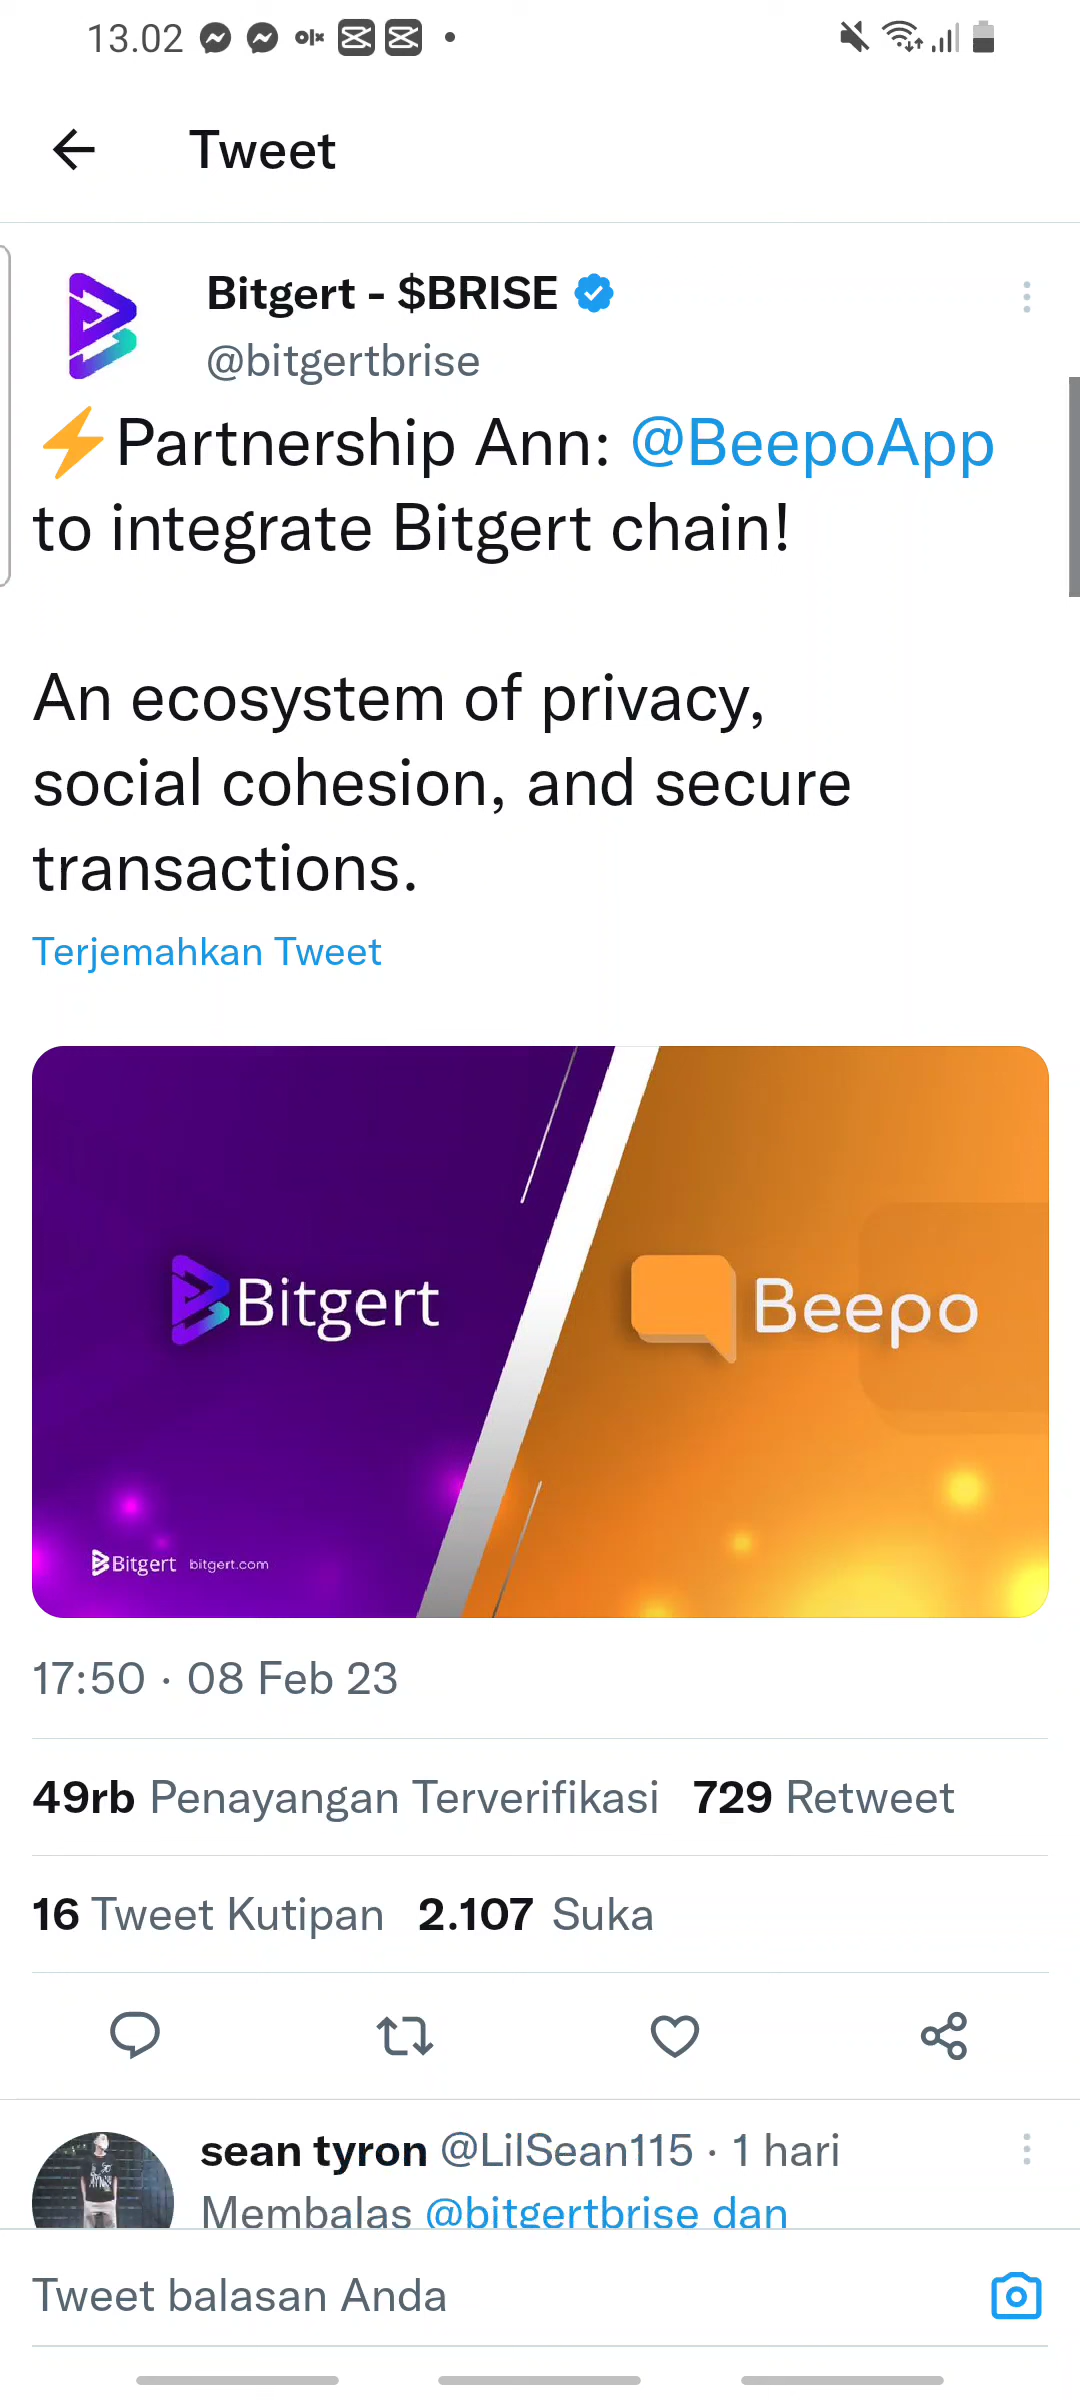 13.02
Tweet
Bitgert - $BRISE
@bitgertbrise
⚡Partnership Ann: @BeepoApp
to integrate Bitgert chain!
An ecosystem of privacy,
social cohesion, and secure
transactions.
Terjemahkan Tweet
Bitgert
Beepo
Bitgert bitgert.com
17:50 · 08 Feb 23
49rb Penayangan Terverifikasi 729 Retweet
16 Tweet Kutipan 2.107 Suka
sean tyron @LilSean115 · 1 hari
Membalas @bitgertbrise dan
Tweet balasan Anda